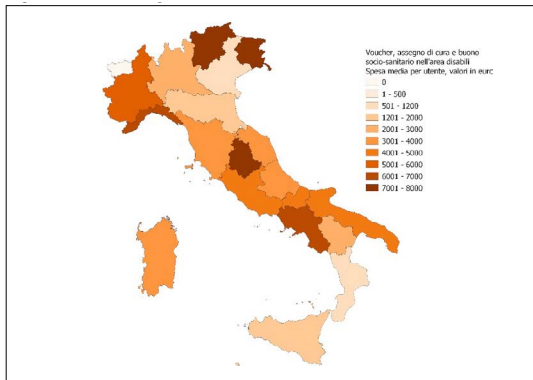 Voucher, assegno di cura e buono
socio-sanitario nell'area disabili
Spesa media per utente, valori in euro
0
1 - 500
501 - 1200
1201 - 2000
2001 - 3000
3001 - 4000
4001 - 5000
5001 - 6000
6001 - 7000
7001 - 8000